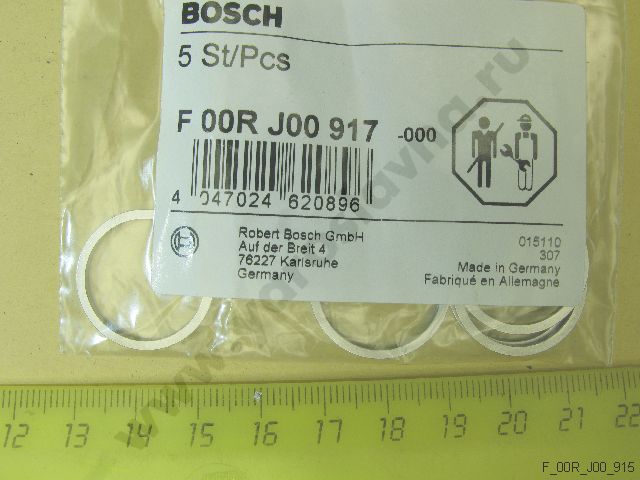 BOSCH
5 St/Pcs
F 00R J00 917 -000
4 047024 620896
Robert Bosch GmbH
Auf der Breit 4
76227 Karlsruhe
Germany
015110
307
Made in Germany
Fabriqué en Allemagne
12 13 14 15 16 17 18 19 20 21 22
F_00R_J00_915